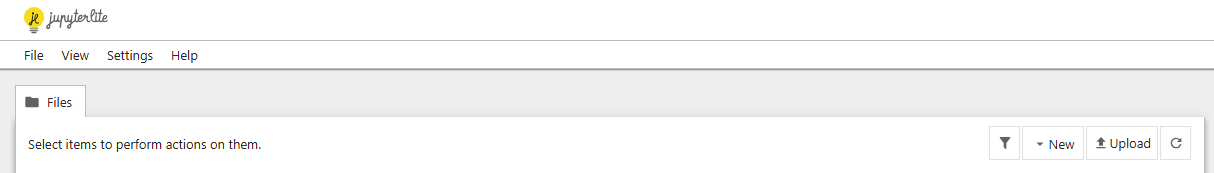 jupyterlite
File View Settings Help
Files
Select items to perform actions on them. New Upload